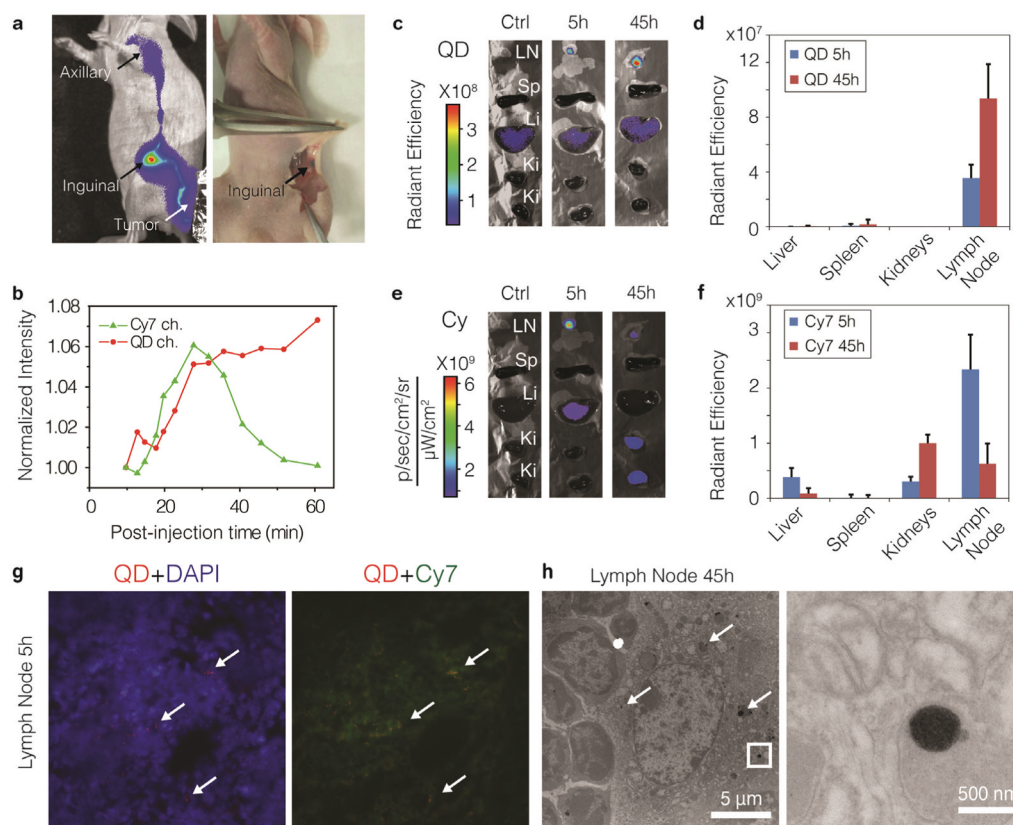 a
Axillary
Inguinal
Tumor
Inguinal
b
Normalized Intensity
1.08
1.06
1.04
1.02
1.00
Cy7 ch.
QD ch.
0 20 40 60
Post-injection time (min)
c
QD
X10⁸
Radiant Efficiency
3
2
1
Ctrl 5h 45h
LN
Sp
Li
Ki
Ki
d
x10⁷
Radiant Efficiency
12
8
4
0
QD 5h
QD 45h
Liver
Spleen
Kidneys
Lymph
Node
e
Cy
X10⁹
p/sec/cm²/sr
µW/cm²
6
4
2
Ctrl 5h 45h
LN
Sp
Li
Ki
Ki
f
x10⁹
Radiant Efficiency
3
2
1
0
Cy7 5h
Cy7 45h
Liver
Spleen
Kidneys
Lymph
Node
g
QD+DAPI
QD+Cy7
Lymph Node 5h
h
Lymph Node 45h
5 µm
500 nm